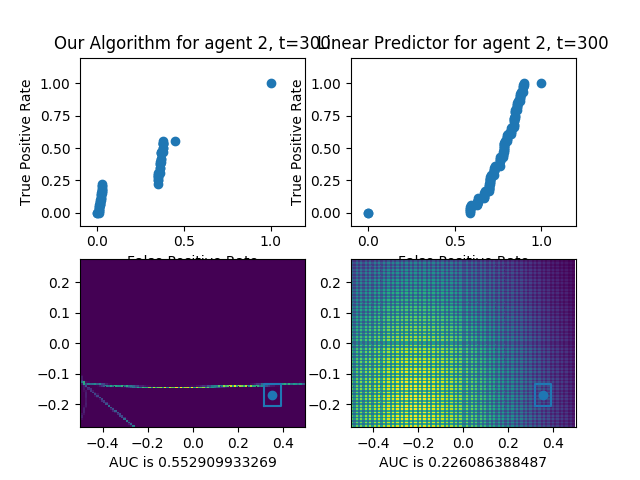 Our Algorithm for agent 2, t=300
Linear Predictor for agent 2, t=300
True Positive Rate
1.00
0.75
0.50
0.25
0.00
0.0 0.5 1.0
False Positive Rate
True Positive Rate
1.00
0.75
0.50
0.25
0.00
0.0 0.5 1.0
False Positive Rate
0.2
0.1
0.0
−0.1
−0.2
−0.4 −0.2 0.0 0.2 0.4
AUC is 0.552909933269
0.2
0.1
0.0
−0.1
−0.2
−0.4 −0.2 0.0 0.2 0.4
AUC is 0.226086388487